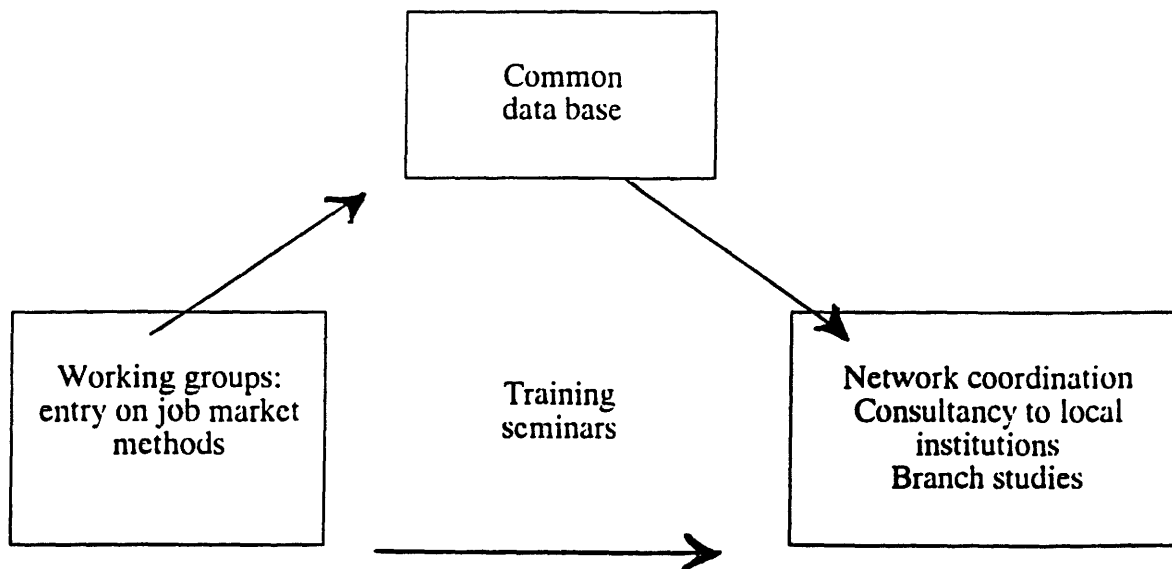 Common
data base
Working groups:
entry on job market
methods
Training
seminars
Network coordination
Consultancy to local
institutions
Branch studies